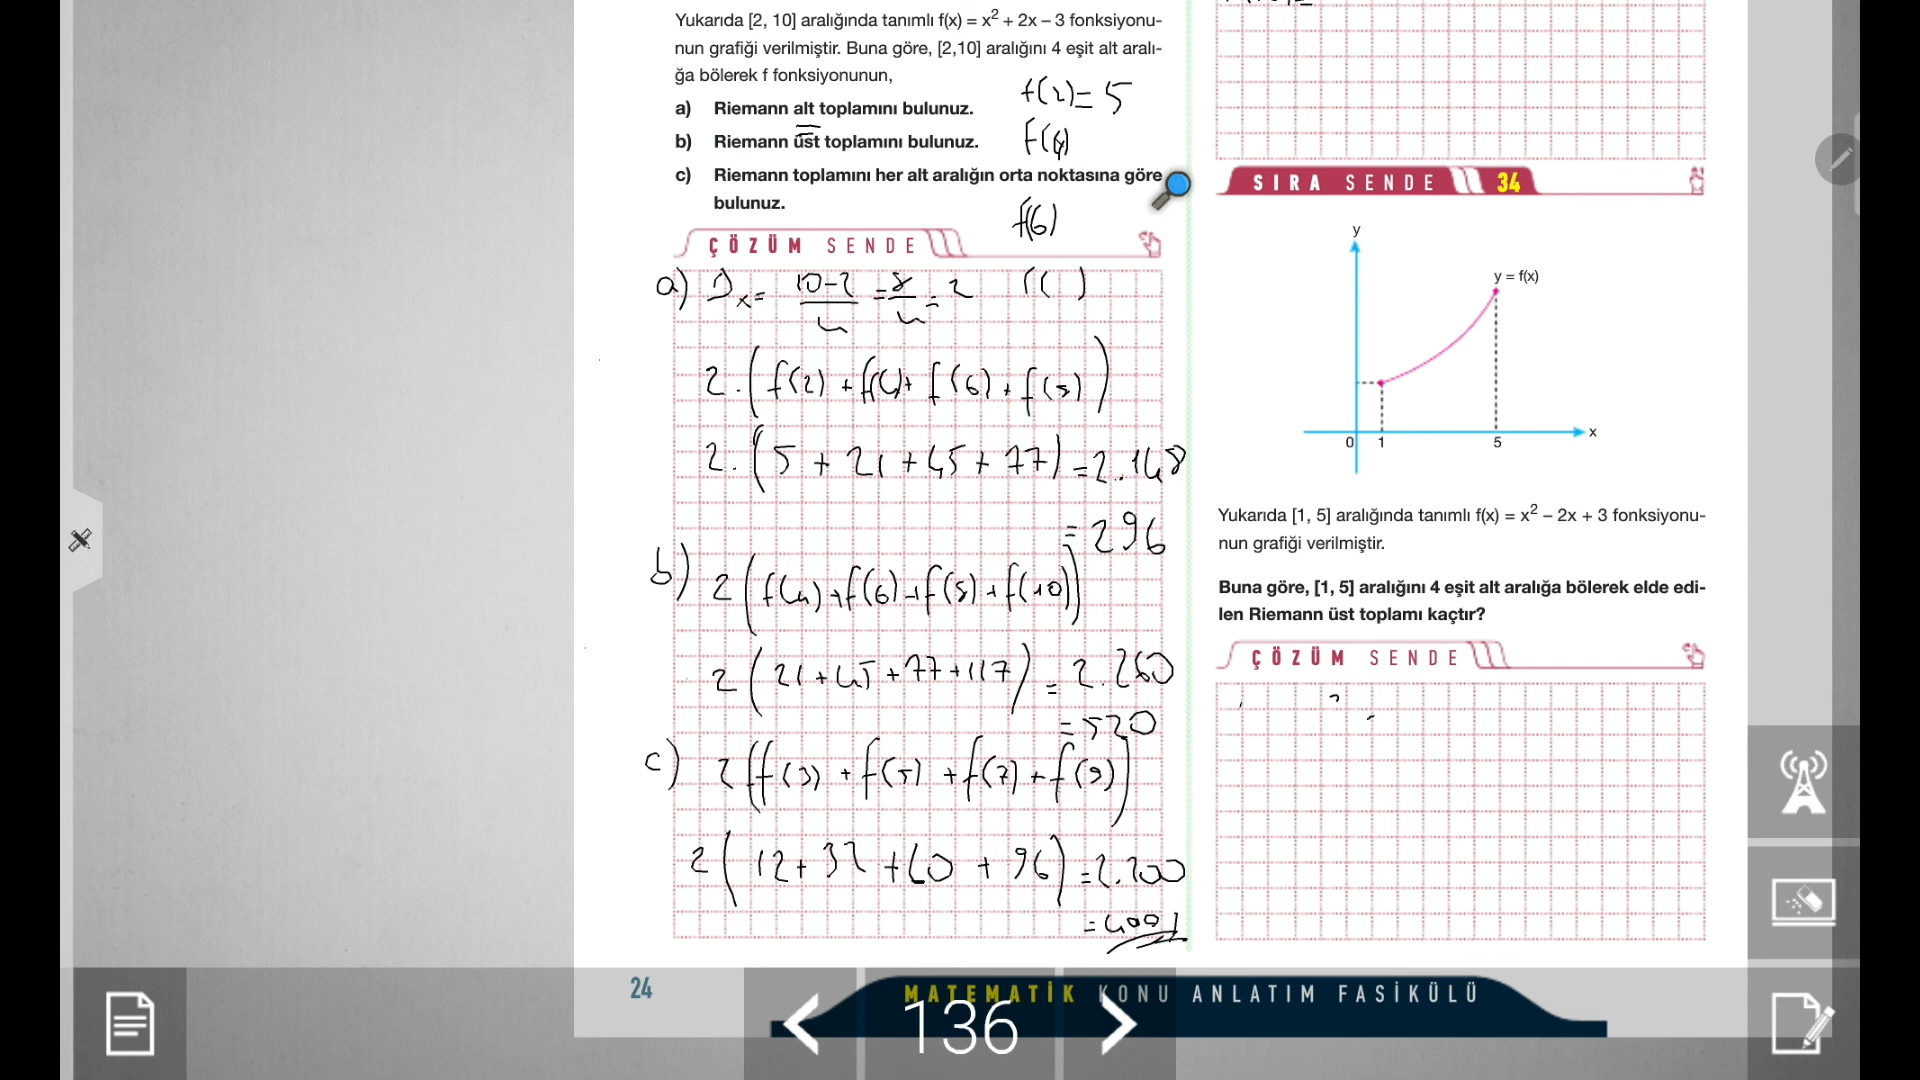 Yukarıda [2, 10] aralığında tanımlı f(x) = x² + 2x – 3 fonksiyonu-
nun grafiği verilmiştir. Buna göre, [2,10] aralığını 4 eşit alt aralı-
ğa bölerek f fonksiyonunun,
a) Riemann alt toplamını bulunuz.
b) Riemann üst toplamını bulunuz.
c) Riemann toplamını her alt aralığın orta noktasına göre
bulunuz.
f(2) = 5
f(4)
f(6)
ÇÖZÜM SENDE
a) Dx = 10-2/4 = 8/4 = 2 f( )
2.(f(2) + f(4) + f(6) + f(8))
2.(5 + 21 + 45 + 77) = 2.148
= 296
b) 2(f(4)+f(6)+f(8)+f(10))
2(21+45+77+117) = 2.260
= 520
c) 2(f(3) + f(5) + f(7) + f(9))
2(12+32+60+96) = 2.200
= 400
SIRA SENDE 34
y
y = f(x)
0 1 5 x
Yukarıda [1, 5] aralığında tanımlı f(x) = x² – 2x + 3 fonksiyonu-
nun grafiği verilmiştir.
Buna göre, [1, 5] aralığını 4 eşit alt aralığa bölerek elde edi-
len Riemann üst toplamı kaçtır?
ÇÖZÜM SENDE
24
MATEMATİK KONU ANLATIM FASİKÜLÜ
136